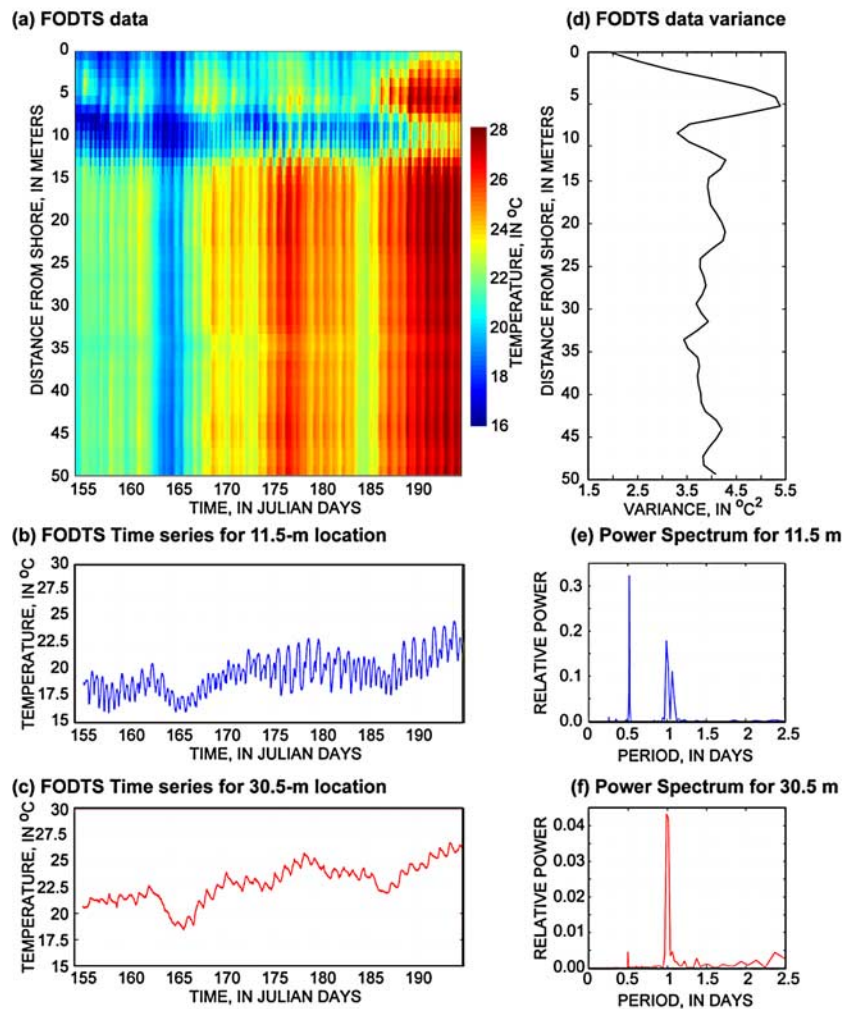 (a) FODTS data
DISTANCE FROM SHORE, IN METERS
0
5
10
15
20
25
30
35
40
45
50
155 160 165 170 175 180 185 190
TIME, IN JULIAN DAYS
28
26
24
22
20
18
16
TEMPERATURE, IN ºC
(d) FODTS data variance
DISTANCE FROM SHORE, IN METERS
0
5
10
15
20
25
30
35
40
45
50
1.5 2.5 3.5 4.5 5.5
VARIANCE, IN ºC²
(b) FODTS Time series for 11.5-m location
TEMPERATURE, IN ºC
30
27.5
25
22.5
20
17.5
15
155 160 165 170 175 180 185 190
TIME, IN JULIAN DAYS
(e) Power Spectrum for 11.5 m
RELATIVE POWER
0.3
0.2
0.1
0.0
0 0.5 1 1.5 2 2.5
PERIOD, IN DAYS
(c) FODTS Time series for 30.5-m location
TEMPERATURE, IN ºC
30
27.5
25
22.5
20
17.5
15
155 160 165 170 175 180 185 190
TIME, IN JULIAN DAYS
(f) Power Spectrum for 30.5 m
RELATIVE POWER
0.04
0.03
0.02
0.01
0.00
0 0.5 1 1.5 2 2.5
PERIOD, IN DAYS